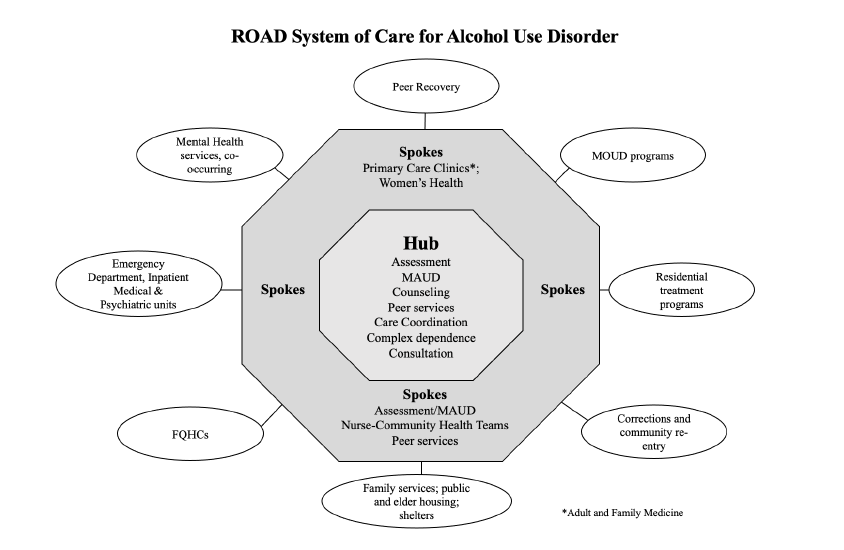 ROAD System of Care for Alcohol Use Disorder
Peer Recovery
Mental Health
services, co-
occurring
MOUD programs
Spokes
Primary Care Clinics*;
Women's Health
Hub
Assessment
MAUD
Counseling
Peer services
Care Coordination
Complex dependence
Consultation
Emergency
Department, Inpatient
Medical &
Psychiatric units
Spokes
Spokes
Residential
treatment
programs
Spokes
Assessment/MAUD
Nurse-Community Health Teams
Peer services
FQHCs
Corrections and
community re-
entry
Family services; public
and elder housing;
shelters
*Adult and Family Medicine